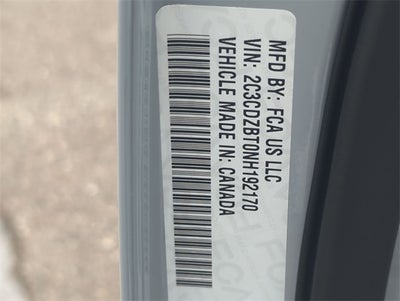 MFD BY: FCA US LLC
VIN: 2C3CDZBT0NH192170
VEHICLE MADE IN: CANADA